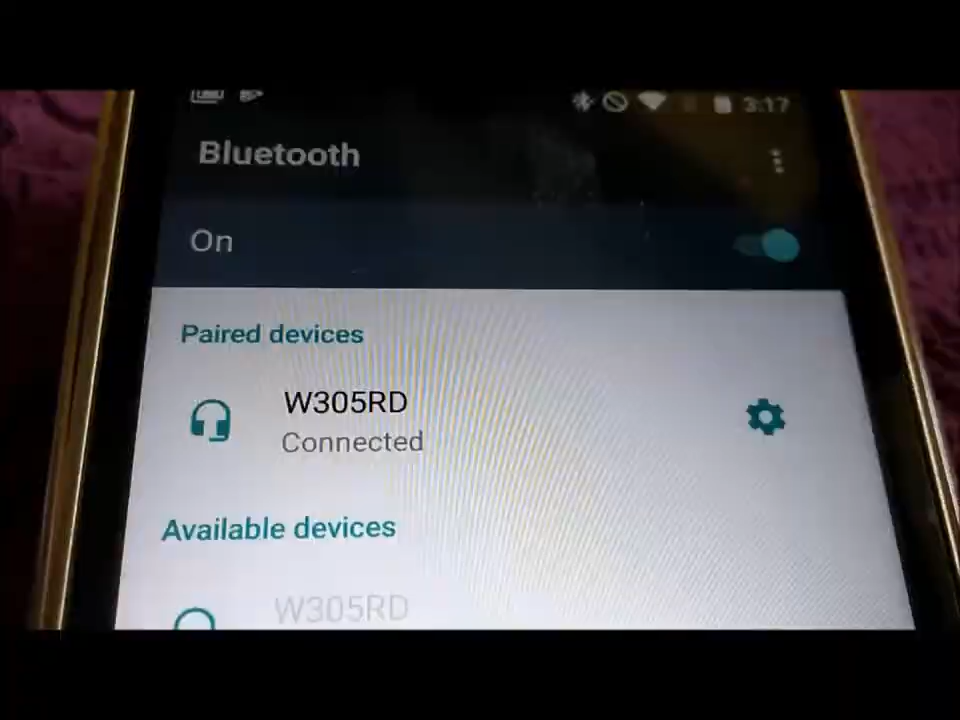 3:17
Bluetooth
On
Paired devices
W305RD
Connected
Available devices
W305RD